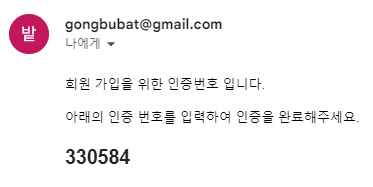 밭
gongbubat@gmail.com
나에게
회원 가입을 위한 인증번호 입니다.
아래의 인증 번호를 입력하여 인증을 완료해주세요.
330584